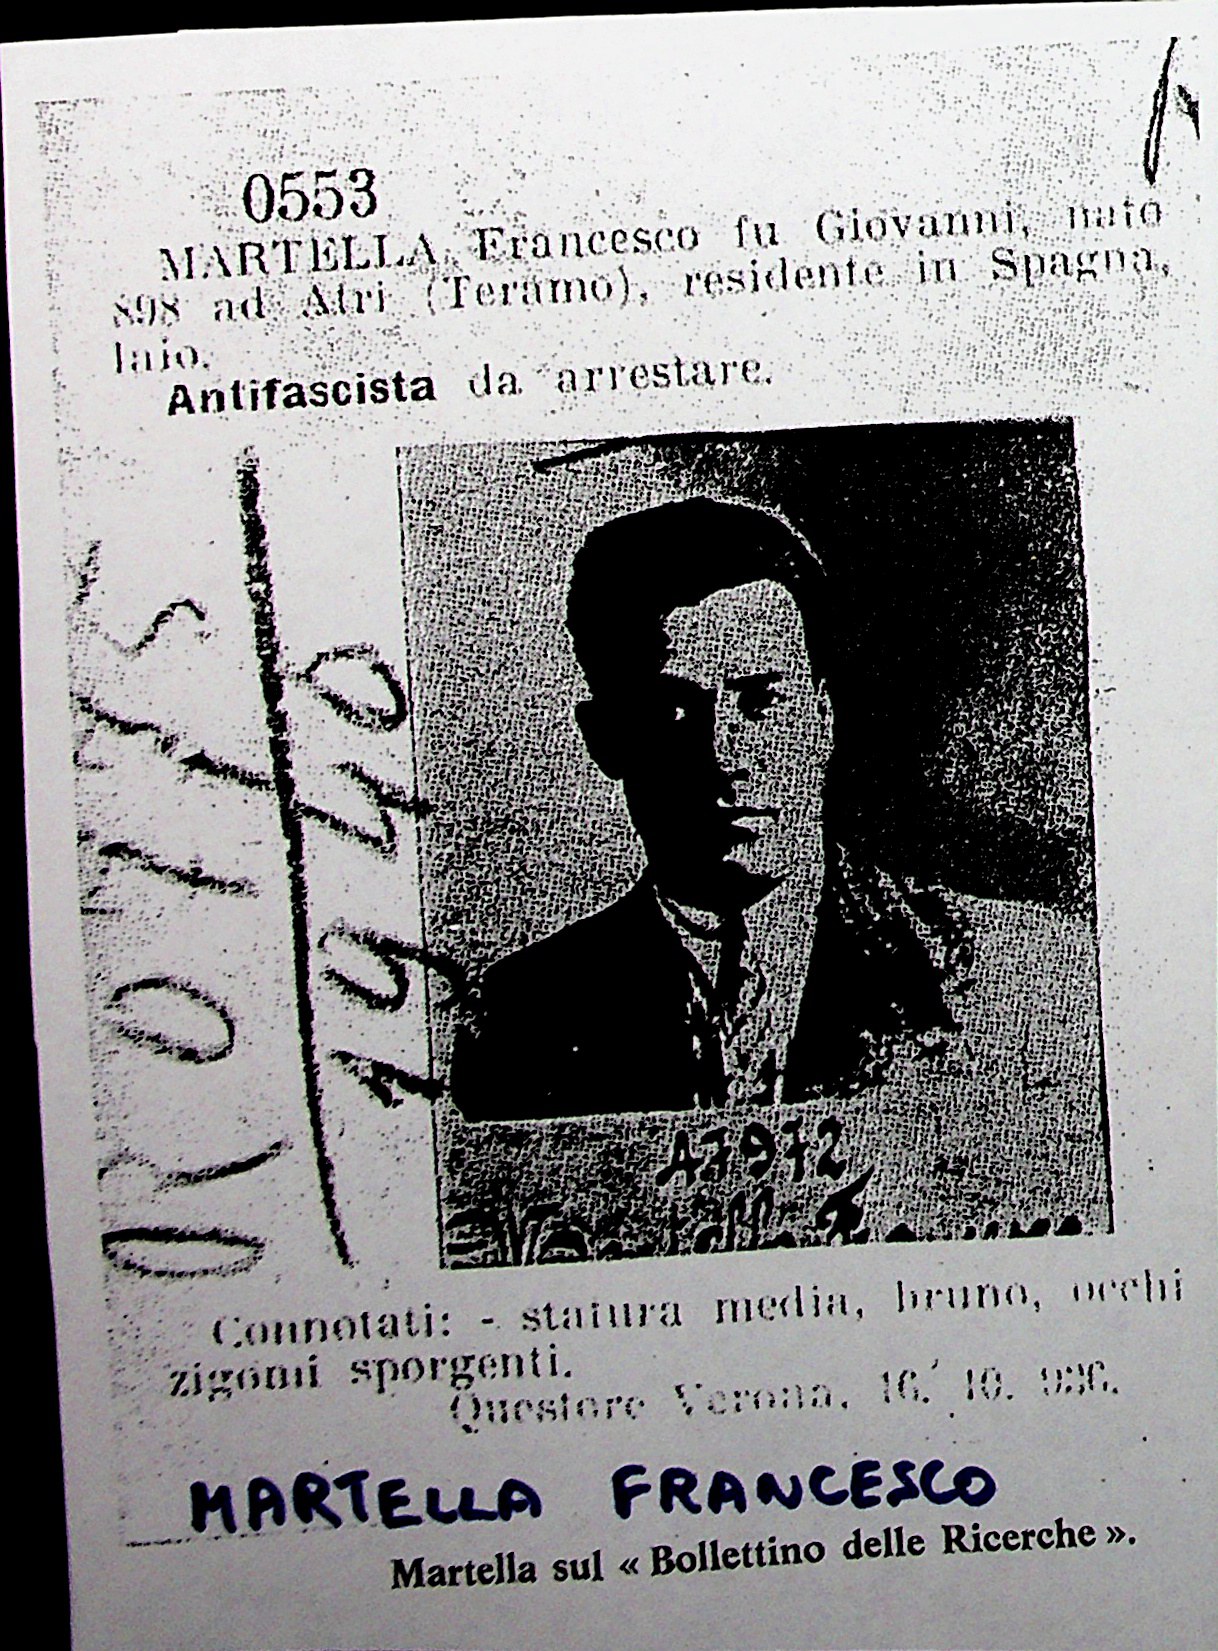 0553
MARTELLA, Francesco fu Giovanni, nato
898 ad Atri (Teramo), residente in Spagna,
laio.
Antifascista da arrestare.
A7972
Connotati: - statura media, bruno, occhi
zigomi sporgenti.
Questore Verona, 16. 10. 936.
MARTELLA FRANCESCO
Martella sul « Bollettino delle Ricerche ».